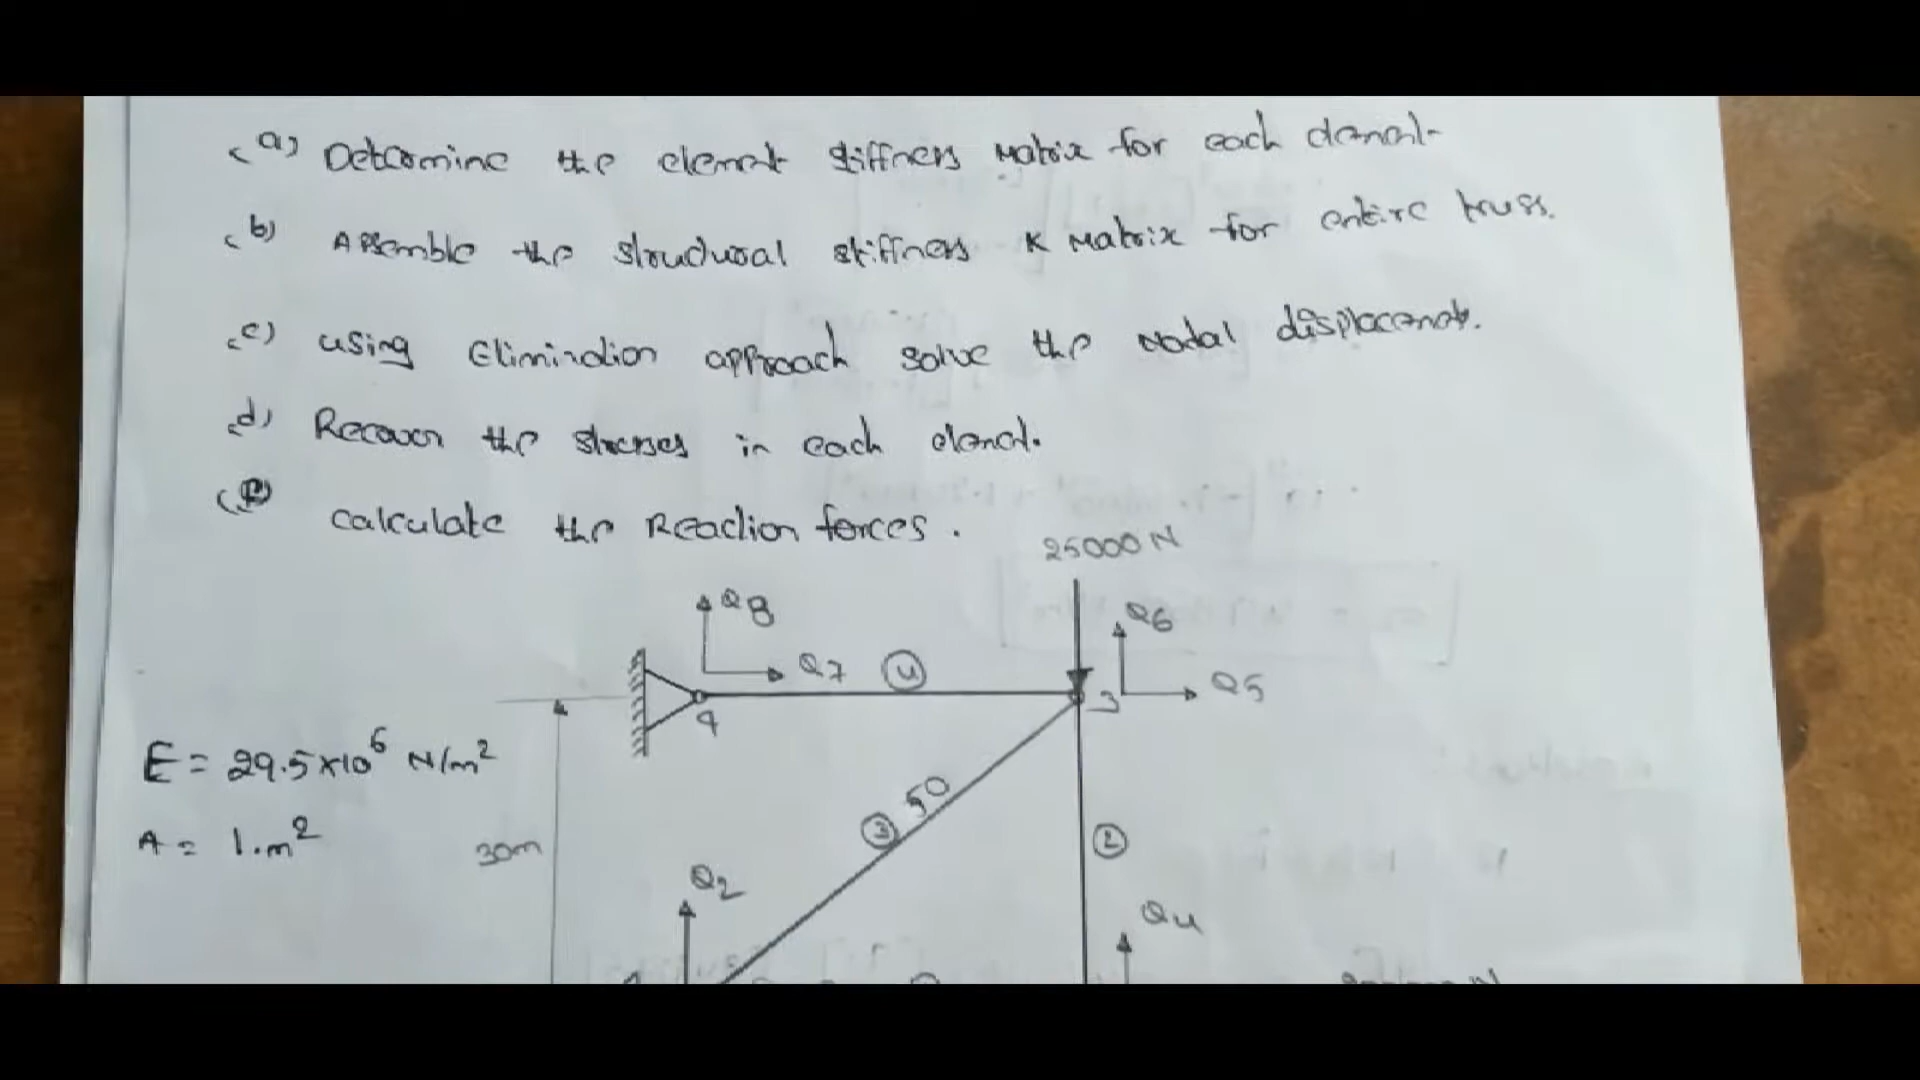 (a) Determine the element stiffness Matrix for each element
(b) Assemble the structural stiffness K Matrix for entire truss.
(c) using Elimination approach solve the Nodal displacement.
(d) Recover the stresses in each element.
(e) calculate the Reaction forces.
25000 N
Q8
Q6
Q7
4
Q5
3
4
E = 29.5×10⁶ N/m²
50
3
2
A = 1.m²
30m
Q2
Q4